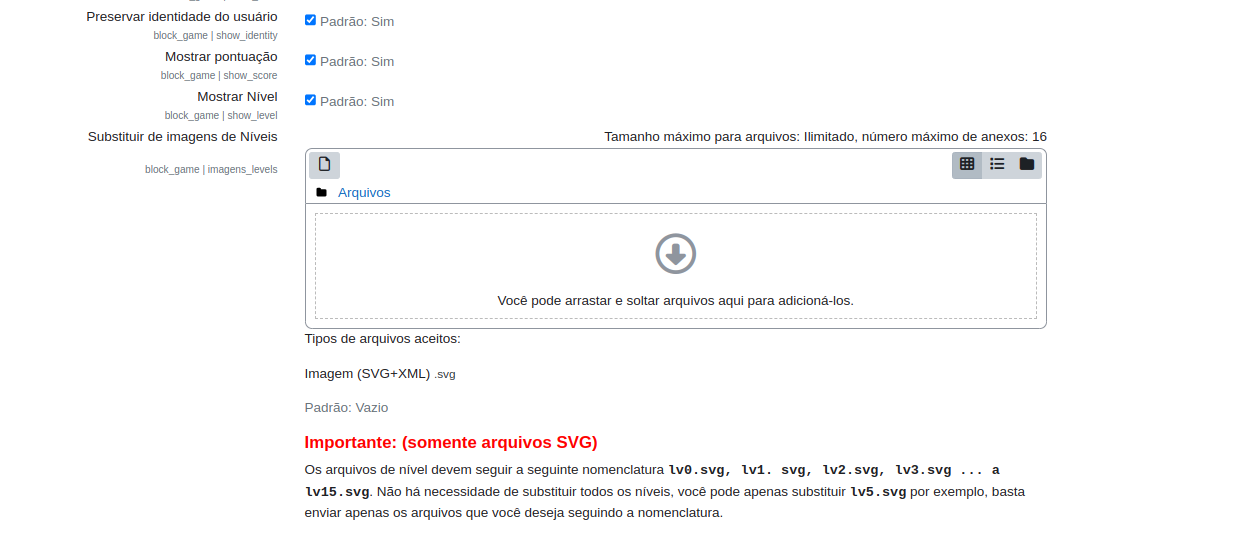 Preservar identidade do usuário
block_game | show_identity
Padrão: Sim
Mostrar pontuação
block_game | show_score
Padrão: Sim
Mostrar Nível
block_game | show_level
Padrão: Sim
Substituir de imagens de Níveis
block_game | imagens_levels
Tamanho máximo para arquivos: Ilimitado, número máximo de anexos: 16
Arquivos
Você pode arrastar e soltar arquivos aqui para adicioná-los.
Tipos de arquivos aceitos:
Imagem (SVG+XML) .svg
Padrão: Vazio
Importante: (somente arquivos SVG)
Os arquivos de nível devem seguir a seguinte nomenclatura lv0.svg, lv1. svg, lv2.svg, lv3.svg ... a
lv15.svg. Não há necessidade de substituir todos os níveis, você pode apenas substituir lv5.svg por exemplo, basta
enviar apenas os arquivos que você deseja seguindo a nomenclatura.